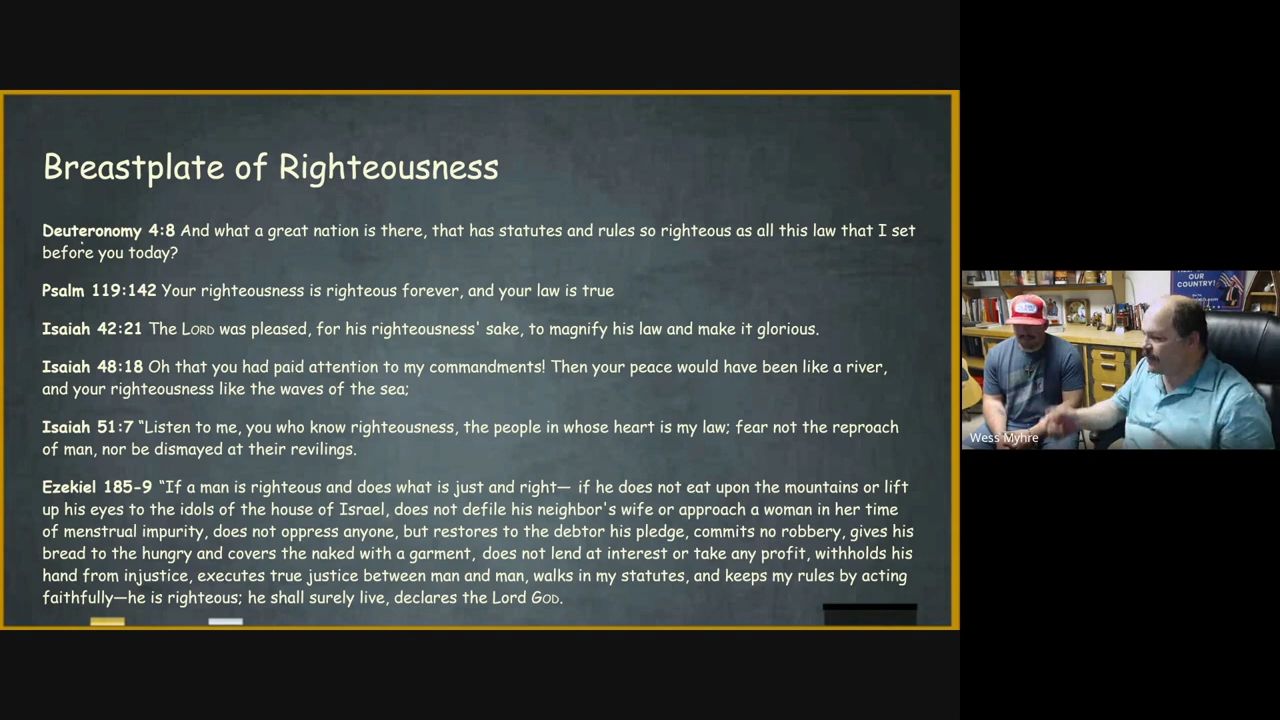 Breastplate of Righteousness
Deuteronomy 4:8 And what a great nation is there, that has statutes and rules so righteous as all this law that I set
before you today?
Psalm 119:142 Your righteousness is righteous forever, and your law is true
Isaiah 42:21 The LORD was pleased, for his righteousness' sake, to magnify his law and make it glorious.
Isaiah 48:18 Oh that you had paid attention to my commandments! Then your peace would have been like a river,
and your righteousness like the waves of the sea;
Isaiah 51:7 “Listen to me, you who know righteousness, the people in whose heart is my law; fear not the reproach
of man, nor be dismayed at their revilings.
Ezekiel 185-9 “If a man is righteous and does what is just and right— if he does not eat upon the mountains or lift
up his eyes to the idols of the house of Israel, does not defile his neighbor's wife or approach a woman in her time
of menstrual impurity, does not oppress anyone, but restores to the debtor his pledge, commits no robbery, gives his
bread to the hungry and covers the naked with a garment, does not lend at interest or take any profit, withholds his
hand from injustice, executes true justice between man and man, walks in my statutes, and keeps my rules by acting
faithfully—he is righteous; he shall surely live, declares the Lord GOD.
OUR
COUNTRY!
Wess Myhre